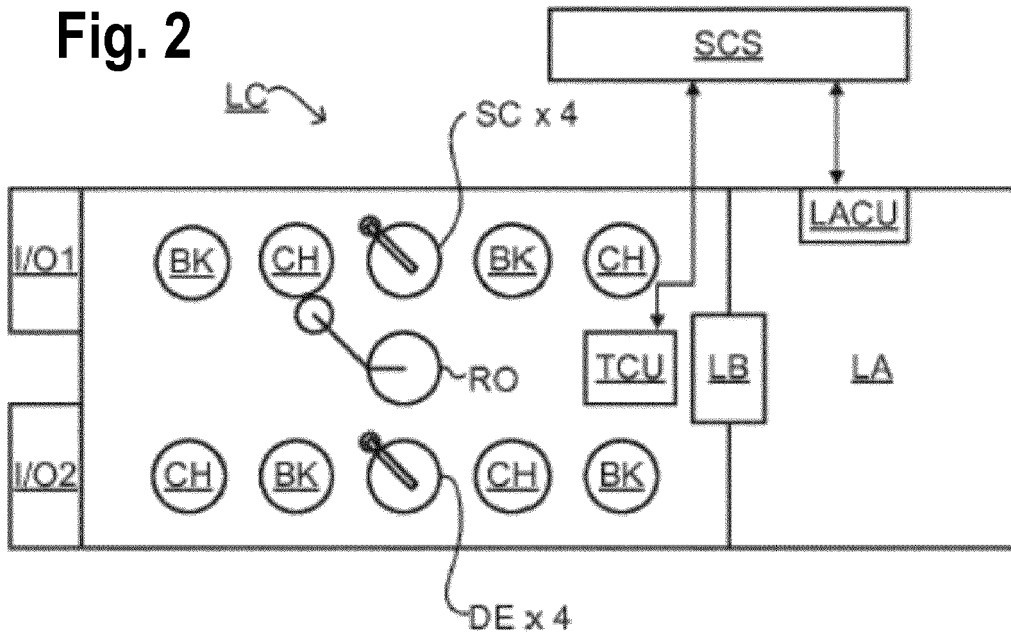 Fig. 2
SCS
LC
SC x 4
I/O1
BK
CH
BK
CH
LACU
RO
TCU
LB
LA
I/O2
CH
BK
CH
BK
DE x 4